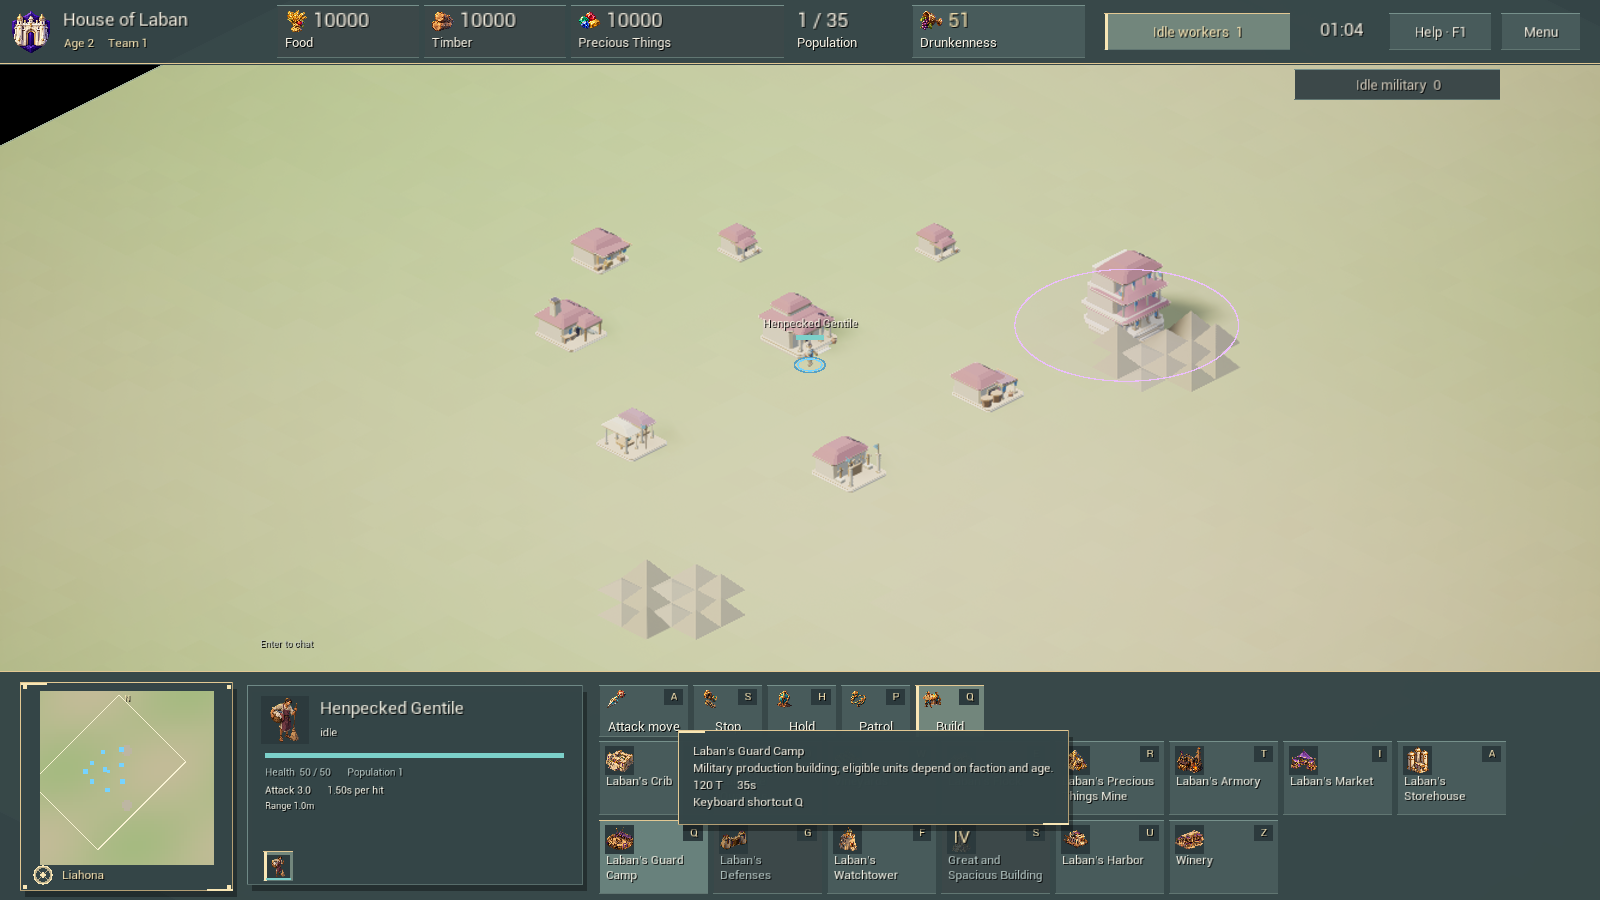 House of Laban
Age 2 Team 1
10000
Food
10000
Timber
10000
Precious Things
1 / 35
Population
51
Drunkenness
Idle workers 1
01:04
Help · F1
Menu
Idle military 0
Henpecked Gentile
Enter to chat
N
Liahona
Henpecked Gentile
idle
Health 50 / 50 Population 1
Attack 3.0 1.50s per hit
Range 1.0m
A
Attack move
S
Stop
H
Hold
P
Patrol
Q
Build
Laban's Guard Camp
Military production building, eligible units depend on faction and age.
120 T 35s
Keyboard shortcut Q
Laban's Crib
R
aban's Precious
hings Mine
T
Laban's Armory
I
Laban's Market
A
Laban's
Storehouse
Q
Laban's Guard
Camp
G
Laban's
Defenses
F
Laban's
Watchtower
IV
S
Great and
Spacious Building
U
Laban's Harbor
Z
Winery